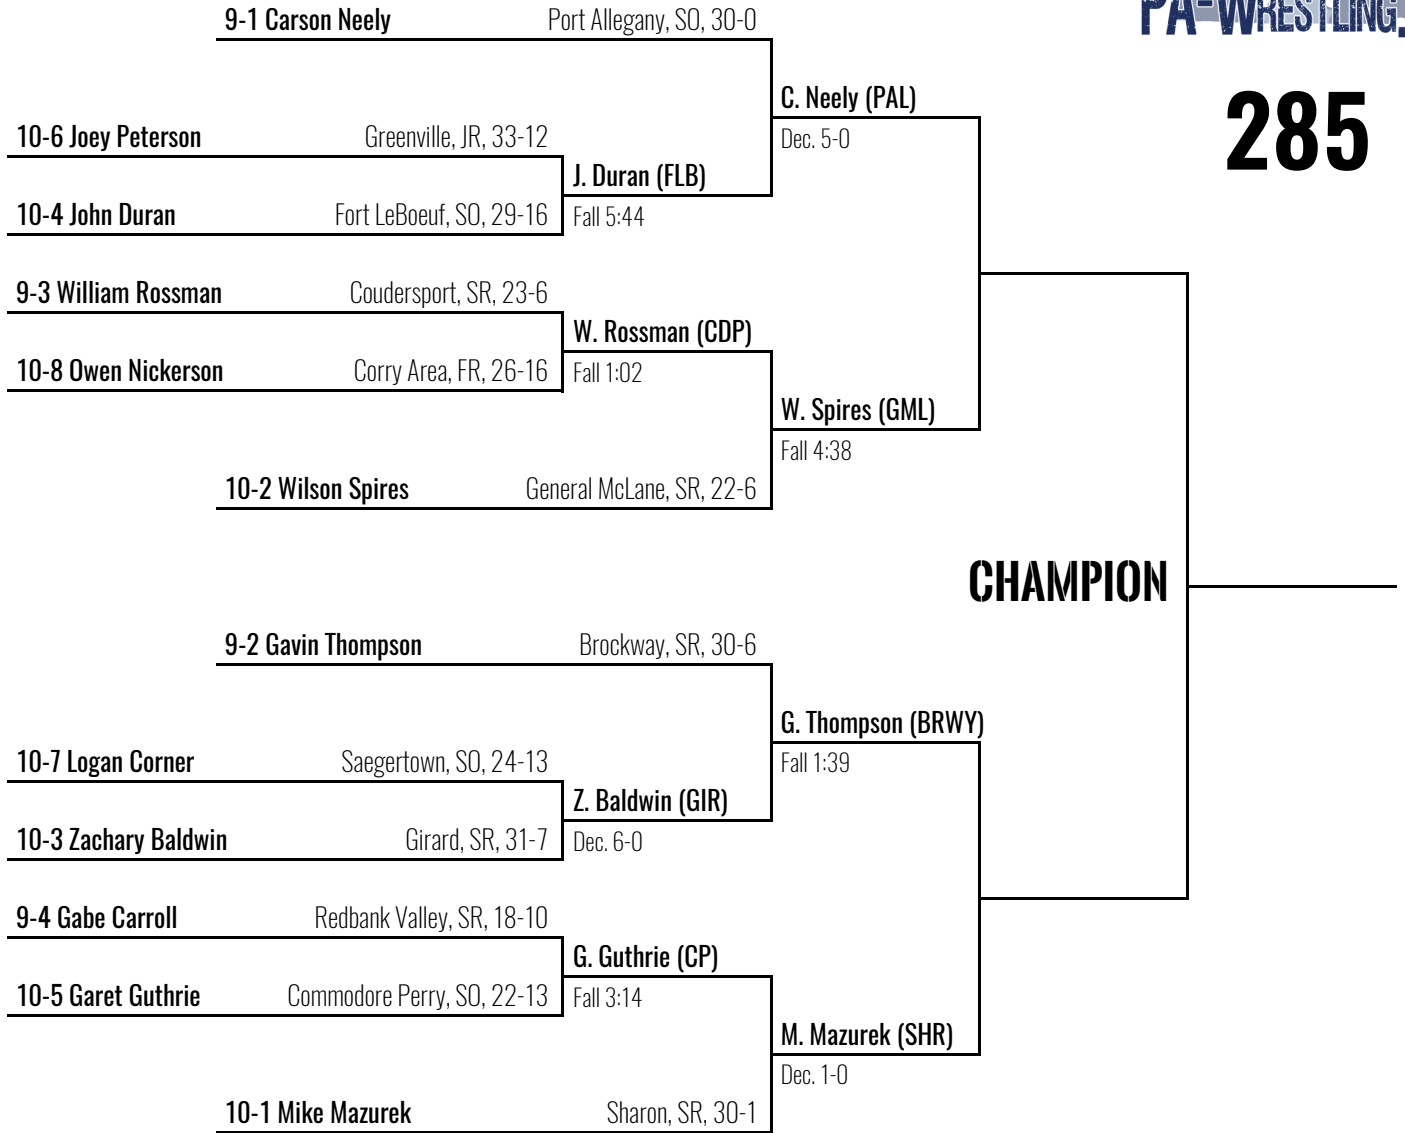 9-1 Carson Neely Port Allegany, SO, 30-0
PA-WRESTLING.
285
C. Neely (PAL)
Dec. 5-0
10-6 Joey Peterson Greenville, JR, 33-12
J. Duran (FLB)
Fall 5:44
10-4 John Duran Fort LeBoeuf, SO, 29-16
9-3 William Rossman Coudersport, SR, 23-6
W. Rossman (CDP)
Fall 1:02
10-8 Owen Nickerson Corry Area, FR, 26-16
W. Spires (GML)
Fall 4:38
10-2 Wilson Spires General McLane, SR, 22-6
CHAMPION
9-2 Gavin Thompson Brockway, SR, 30-6
G. Thompson (BRWY)
Fall 1:39
10-7 Logan Corner Saegertown, SO, 24-13
Z. Baldwin (GIR)
Dec. 6-0
10-3 Zachary Baldwin Girard, SR, 31-7
9-4 Gabe Carroll Redbank Valley, SR, 18-10
G. Guthrie (CP)
Fall 3:14
10-5 Garet Guthrie Commodore Perry, SO, 22-13
M. Mazurek (SHR)
Dec. 1-0
10-1 Mike Mazurek Sharon, SR, 30-1